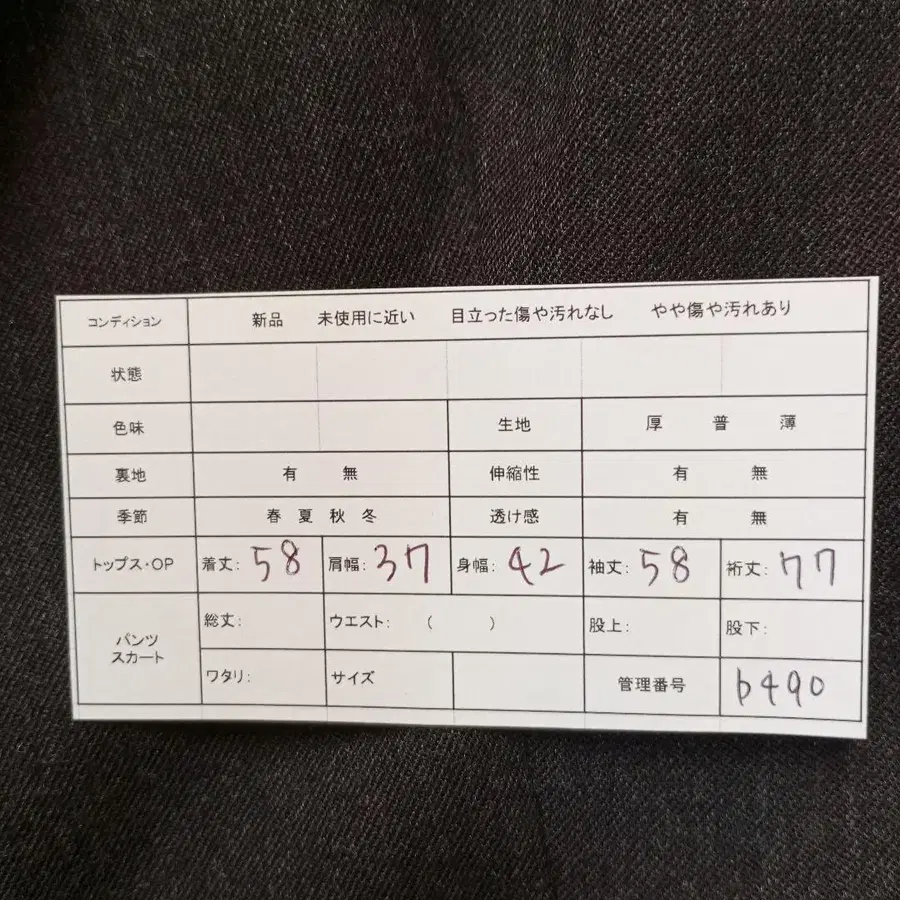 コンディション 新品 未使用に近い 目立った傷や汚れなし やや傷や汚れあり
状態
色味 生地 厚 普 薄
裏地 有 無 伸縮性 有 無
季節 春 夏 秋 冬 透け感 有 無
トップス・OP 着丈: 58 肩幅: 37 身幅: 42 袖丈: 58 裄丈: 77
パンツ スカート
総丈: ウエスト: ( ) 股上: 股下:
ワタリ: サイズ 管理番号 b490